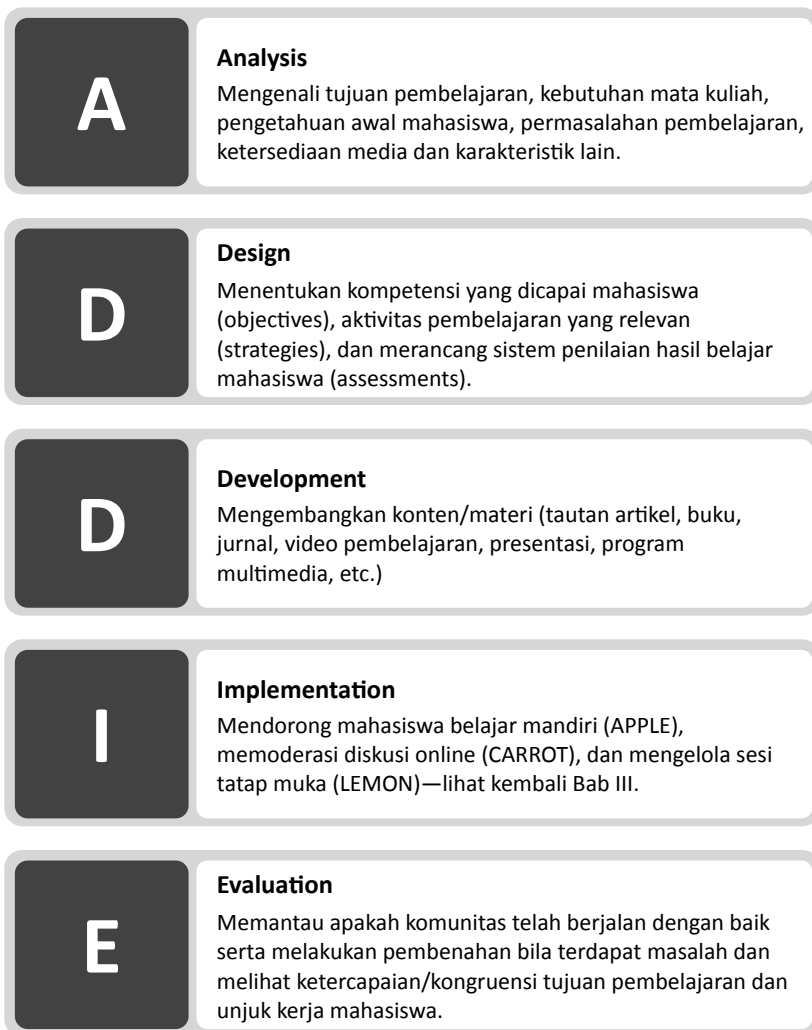 A
Analysis
Mengenali tujuan pembelajaran, kebutuhan mata kuliah,
pengetahuan awal mahasiswa, permasalahan pembelajaran,
ketersediaan media dan karakteristik lain.
D
Design
Menentukan kompetensi yang dicapai mahasiswa
(objectives), aktivitas pembelajaran yang relevan
(strategies), dan merancang sistem penilaian hasil belajar
mahasiswa (assessments).
D
Development
Mengembangkan konten/materi (tautan artikel, buku,
jurnal, video pembelajaran, presentasi, program
multimedia, etc.)
I
Implementation
Mendorong mahasiswa belajar mandiri (APPLE),
memoderasi diskusi online (CARROT), dan mengelola sesi
tatap muka (LEMON)—lihat kembali Bab III.
E
Evaluation
Memantau apakah komunitas telah berjalan dengan baik
serta melakukan pembenahan bila terdapat masalah dan
melihat ketercapaian/kongruensi tujuan pembelajaran dan
unjuk kerja mahasiswa.